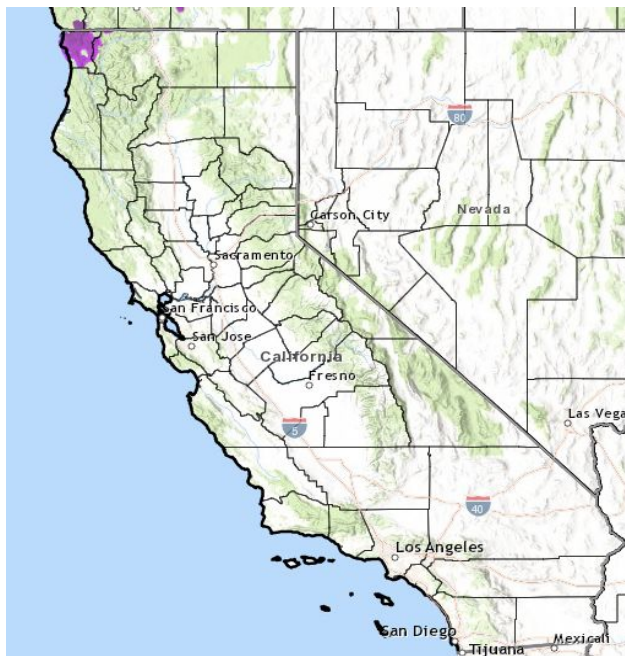 80
Carson City
Nevada
Sacramento
San Francisco
San Jose
California
Fresno
Las Vega
5
40
Los Angeles
San Diego
Tijuana
Mexicali